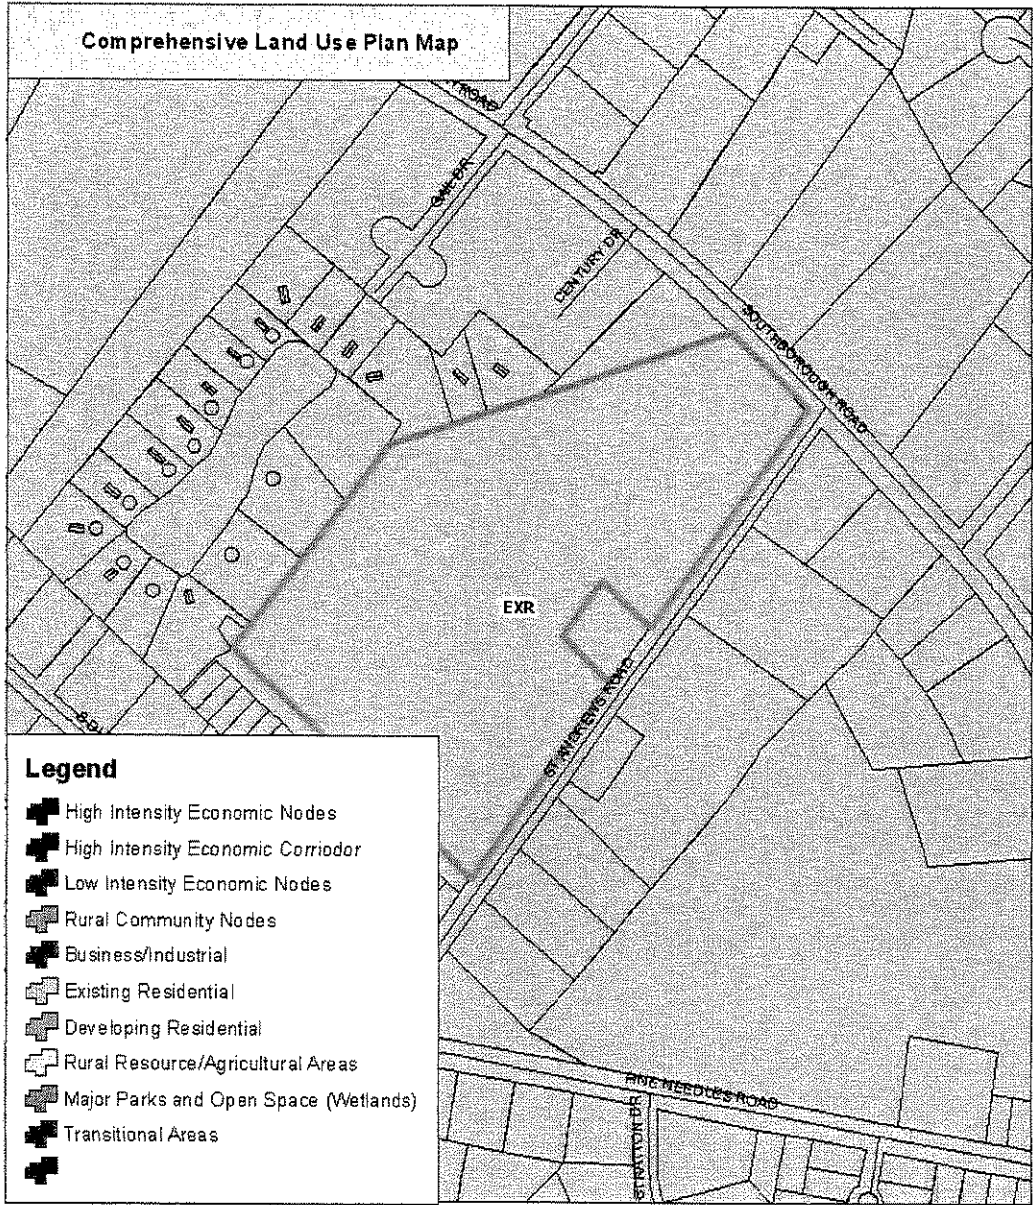 Comprehensive Land Use Plan Map
ROAD
GAIL DR
CENTURY DR
SOUTHBOROUGH ROAD
EXR
ST ANDREWS ROAD
Legend
High Intensity Economic Nodes
High Intensity Economic Corriodor
Low Intensity Economic Nodes
Rural Community Nodes
Business/Industrial
Existing Residential
Developing Residential
Rural Resource/Agricultural Areas
Major Parks and Open Space (Wetlands)
Transitional Areas
PINE NEEDLES ROAD
STRATTON DR